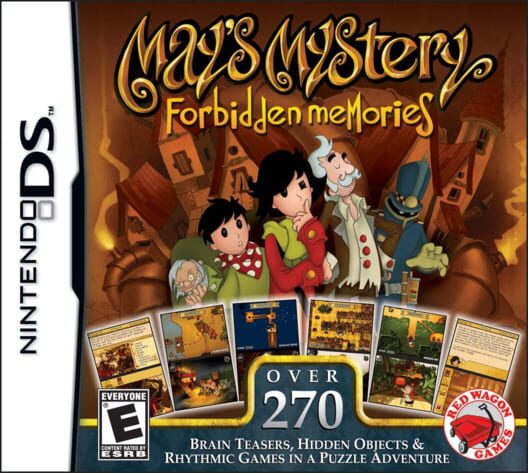 May's Mystery
Forbidden memories
NINTENDO DS™
OVER
270
BRAIN TEASERS, HIDDEN OBJECTS &
RHYTHMIC GAMES IN A PUZZLE ADVENTURE
EVERYONE
E
CONTENT RATED BY
ESRB
RED WAGON
GAMES